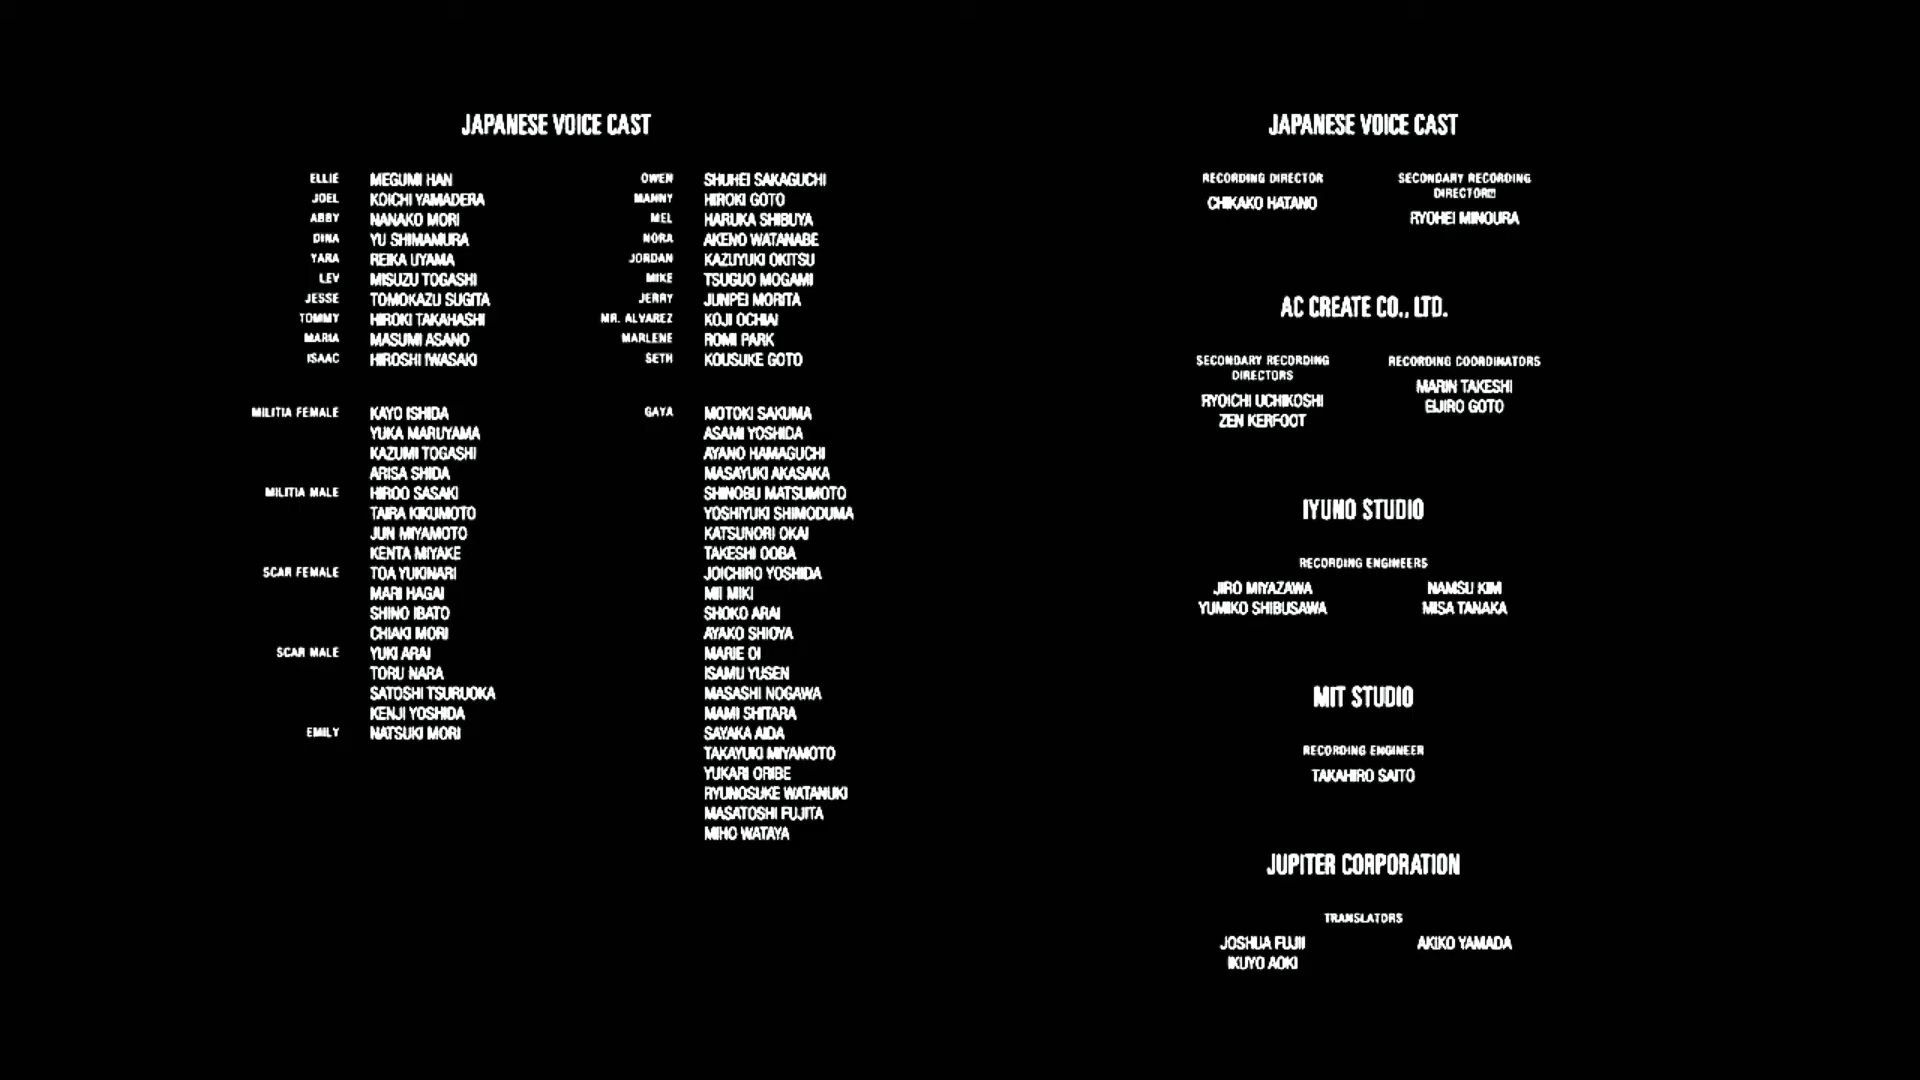 JAPANESE VOICE CAST
ELLIE MEGUMI HAN
JOEL KOICHI YAMADERA
ABBY NANAKO MORI
DINA YU SHIMAMURA
YARA REIKA UYAMA
LEV MISUZU TOGASHI
JESSE TOMOKAZU SUGITA
TOMMY HIROKI TAKAHASHI
MARIA MASUMI ASANO
ISAAC HIROSHI IWASAKI
OWEN SHUHEI SAKAGUCHI
MANNY HIROKI GOTO
MEL HARUKA SHIBUYA
NORA AKENO WATANABE
JORDAN KAZUYUKI OKITSU
MIKE TSUGUO MOGAMI
JERRY JUNPEI MORITA
MR. ALVAREZ KOJI OCHIAI
MARLENE ROMI PARK
SETH KOUSUKE GOTO
MILITIA FEMALE KAYO ISHIDA
YUKA MARUYAMA
KAZUMI TOGASHI
ARISA SHIDA
MILITIA MALE HIROO SASAKI
TAIRA KIKUMOTO
JUN MIYAMOTO
KENTA MIYAKE
SCAR FEMALE TOA YUKINARI
MARI HAGAI
SHINO IBATO
CHIAKI MORI
SCAR MALE YUKI ARAI
TORU NARA
SATOSHI TSURUOKA
KENJI YOSHIDA
EMILY NATSUKI MORI
GAYA MOTOKI SAKUMA
ASAMI YOSHIDA
AYANO HAMAGUCHI
MASAYUKI AKASAKA
SHINOBU MATSUMOTO
YOSHIYUKI SHIMODUMA
KATSUNORI OKAI
TAKESHI OOBA
JOICHIRO YOSHIDA
MII MIKI
SHOKO ARAI
AYAKO SHIOYA
MARIE OI
ISAMU YUSEN
MASASHI NOGAWA
MAMI SHITARA
SAYAKA AIDA
TAKAYUKI MIYAMOTO
YUKARI ORIBE
RYUNOSUKE WATANUKI
MASATOSHI FUJITA
MIHO WATAYA
JAPANESE VOICE CAST
RECORDING DIRECTOR
CHIKAKO HATANO
SECONDARY RECORDING
DIRECTOR
RYOHEI MINOURA
AC CREATE CO., LTD.
SECONDARY RECORDING
DIRECTORS
RYOICHI UCHIKOSHI
ZEN KERFOOT
RECORDING COORDINATORS
MARIN TAKESHI
EIJIRO GOTO
IYUNO STUDIO
RECORDING ENGINEERS
JIRO MIYAZAWA NAMSU KIM
YUMIKO SHIBUSAWA MISA TANAKA
MIT STUDIO
RECORDING ENGINEER
TAKAHIRO SAITO
JUPITER CORPORATION
TRANSLATORS
JOSHUA FUJII AKIKO YAMADA
IKUYO AOKI